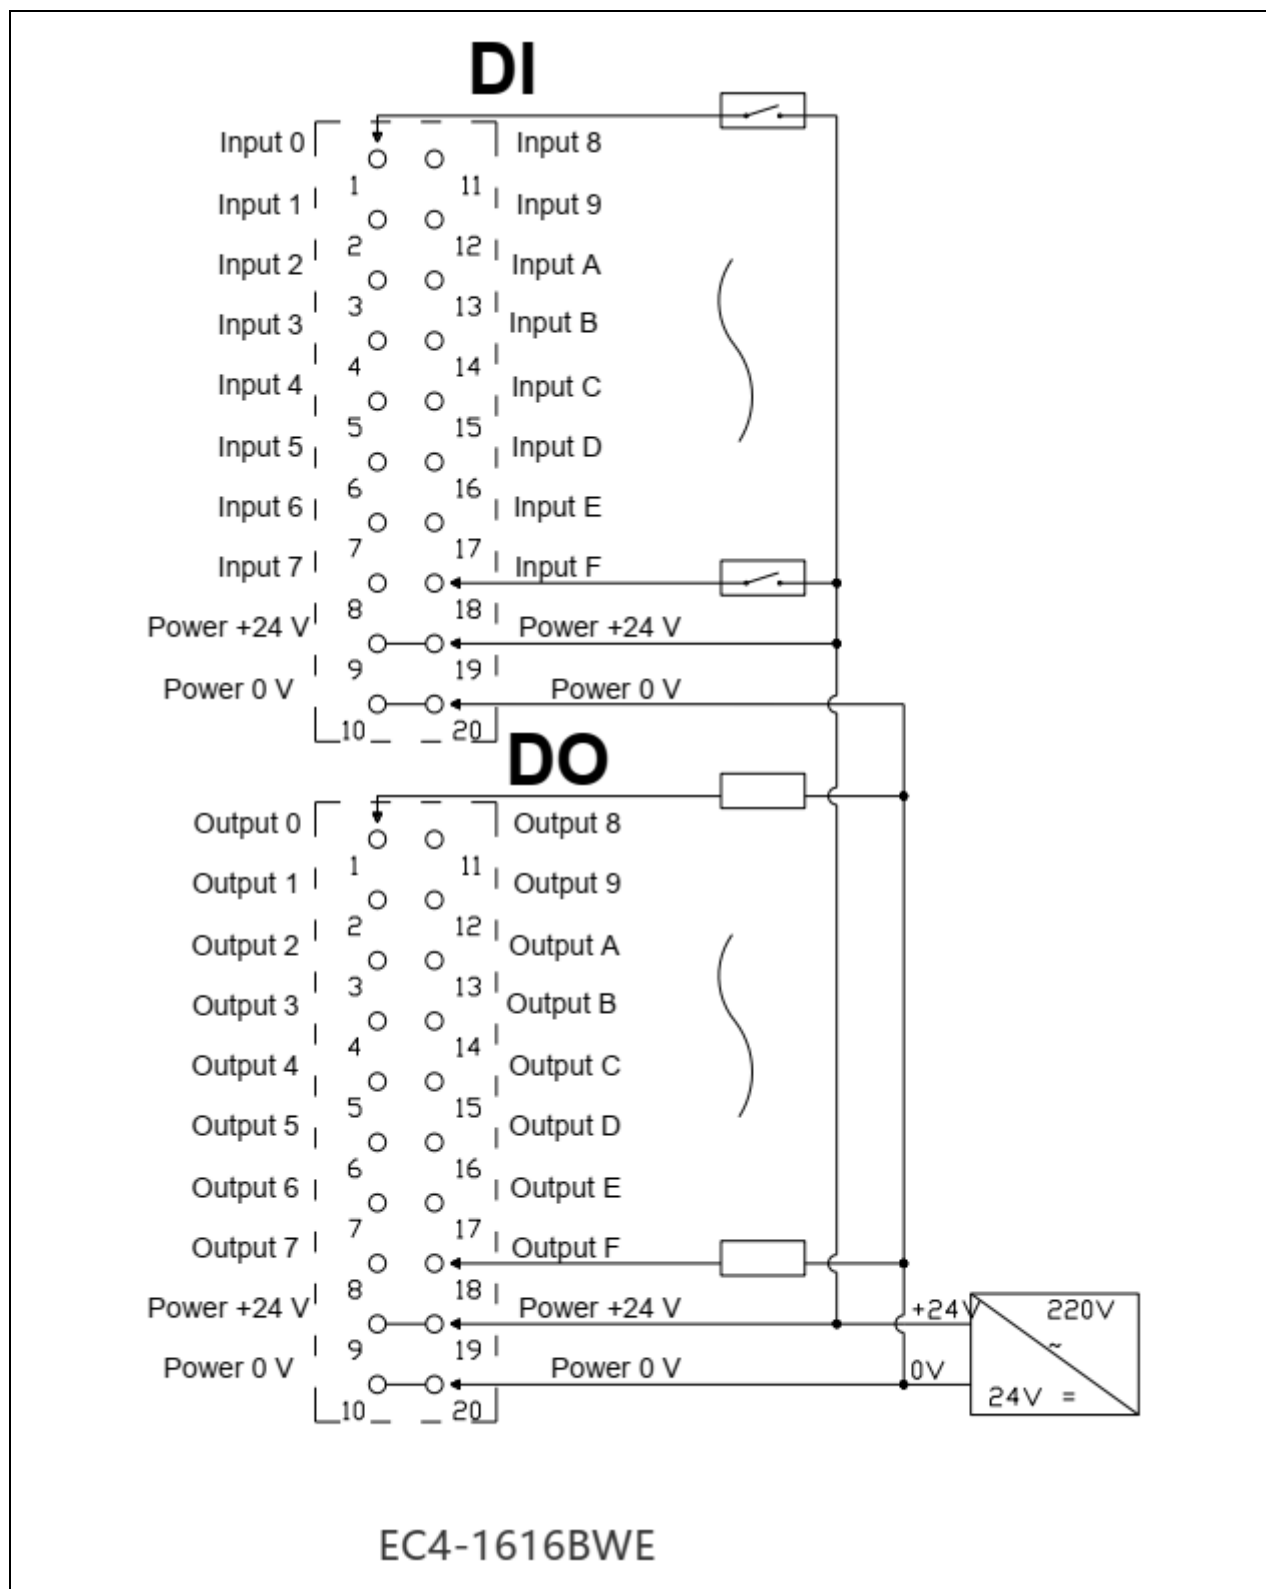 DI
Input 0 Input 8
1 11
Input 1 Input 9
2 12
Input 2 Input A
3 13
Input 3 Input B
4 14
Input 4 Input C
5 15
Input 5 Input D
6 16
Input 6 Input E
7 17
Input 7 Input F
8 18
Power +24 V Power +24 V
9 19
Power 0 V Power 0 V
10 20
DO
Output 0 Output 8
1 11
Output 1 Output 9
2 12
Output 2 Output A
3 13
Output 3 Output B
4 14
Output 4 Output C
5 15
Output 5 Output D
6 16
Output 6 Output E
7 17
Output 7 Output F
8 18
Power +24 V Power +24 V +24V 220V
~
9 19
Power 0 V Power 0 V 0V
24V =
10 20
EC4-1616BWE